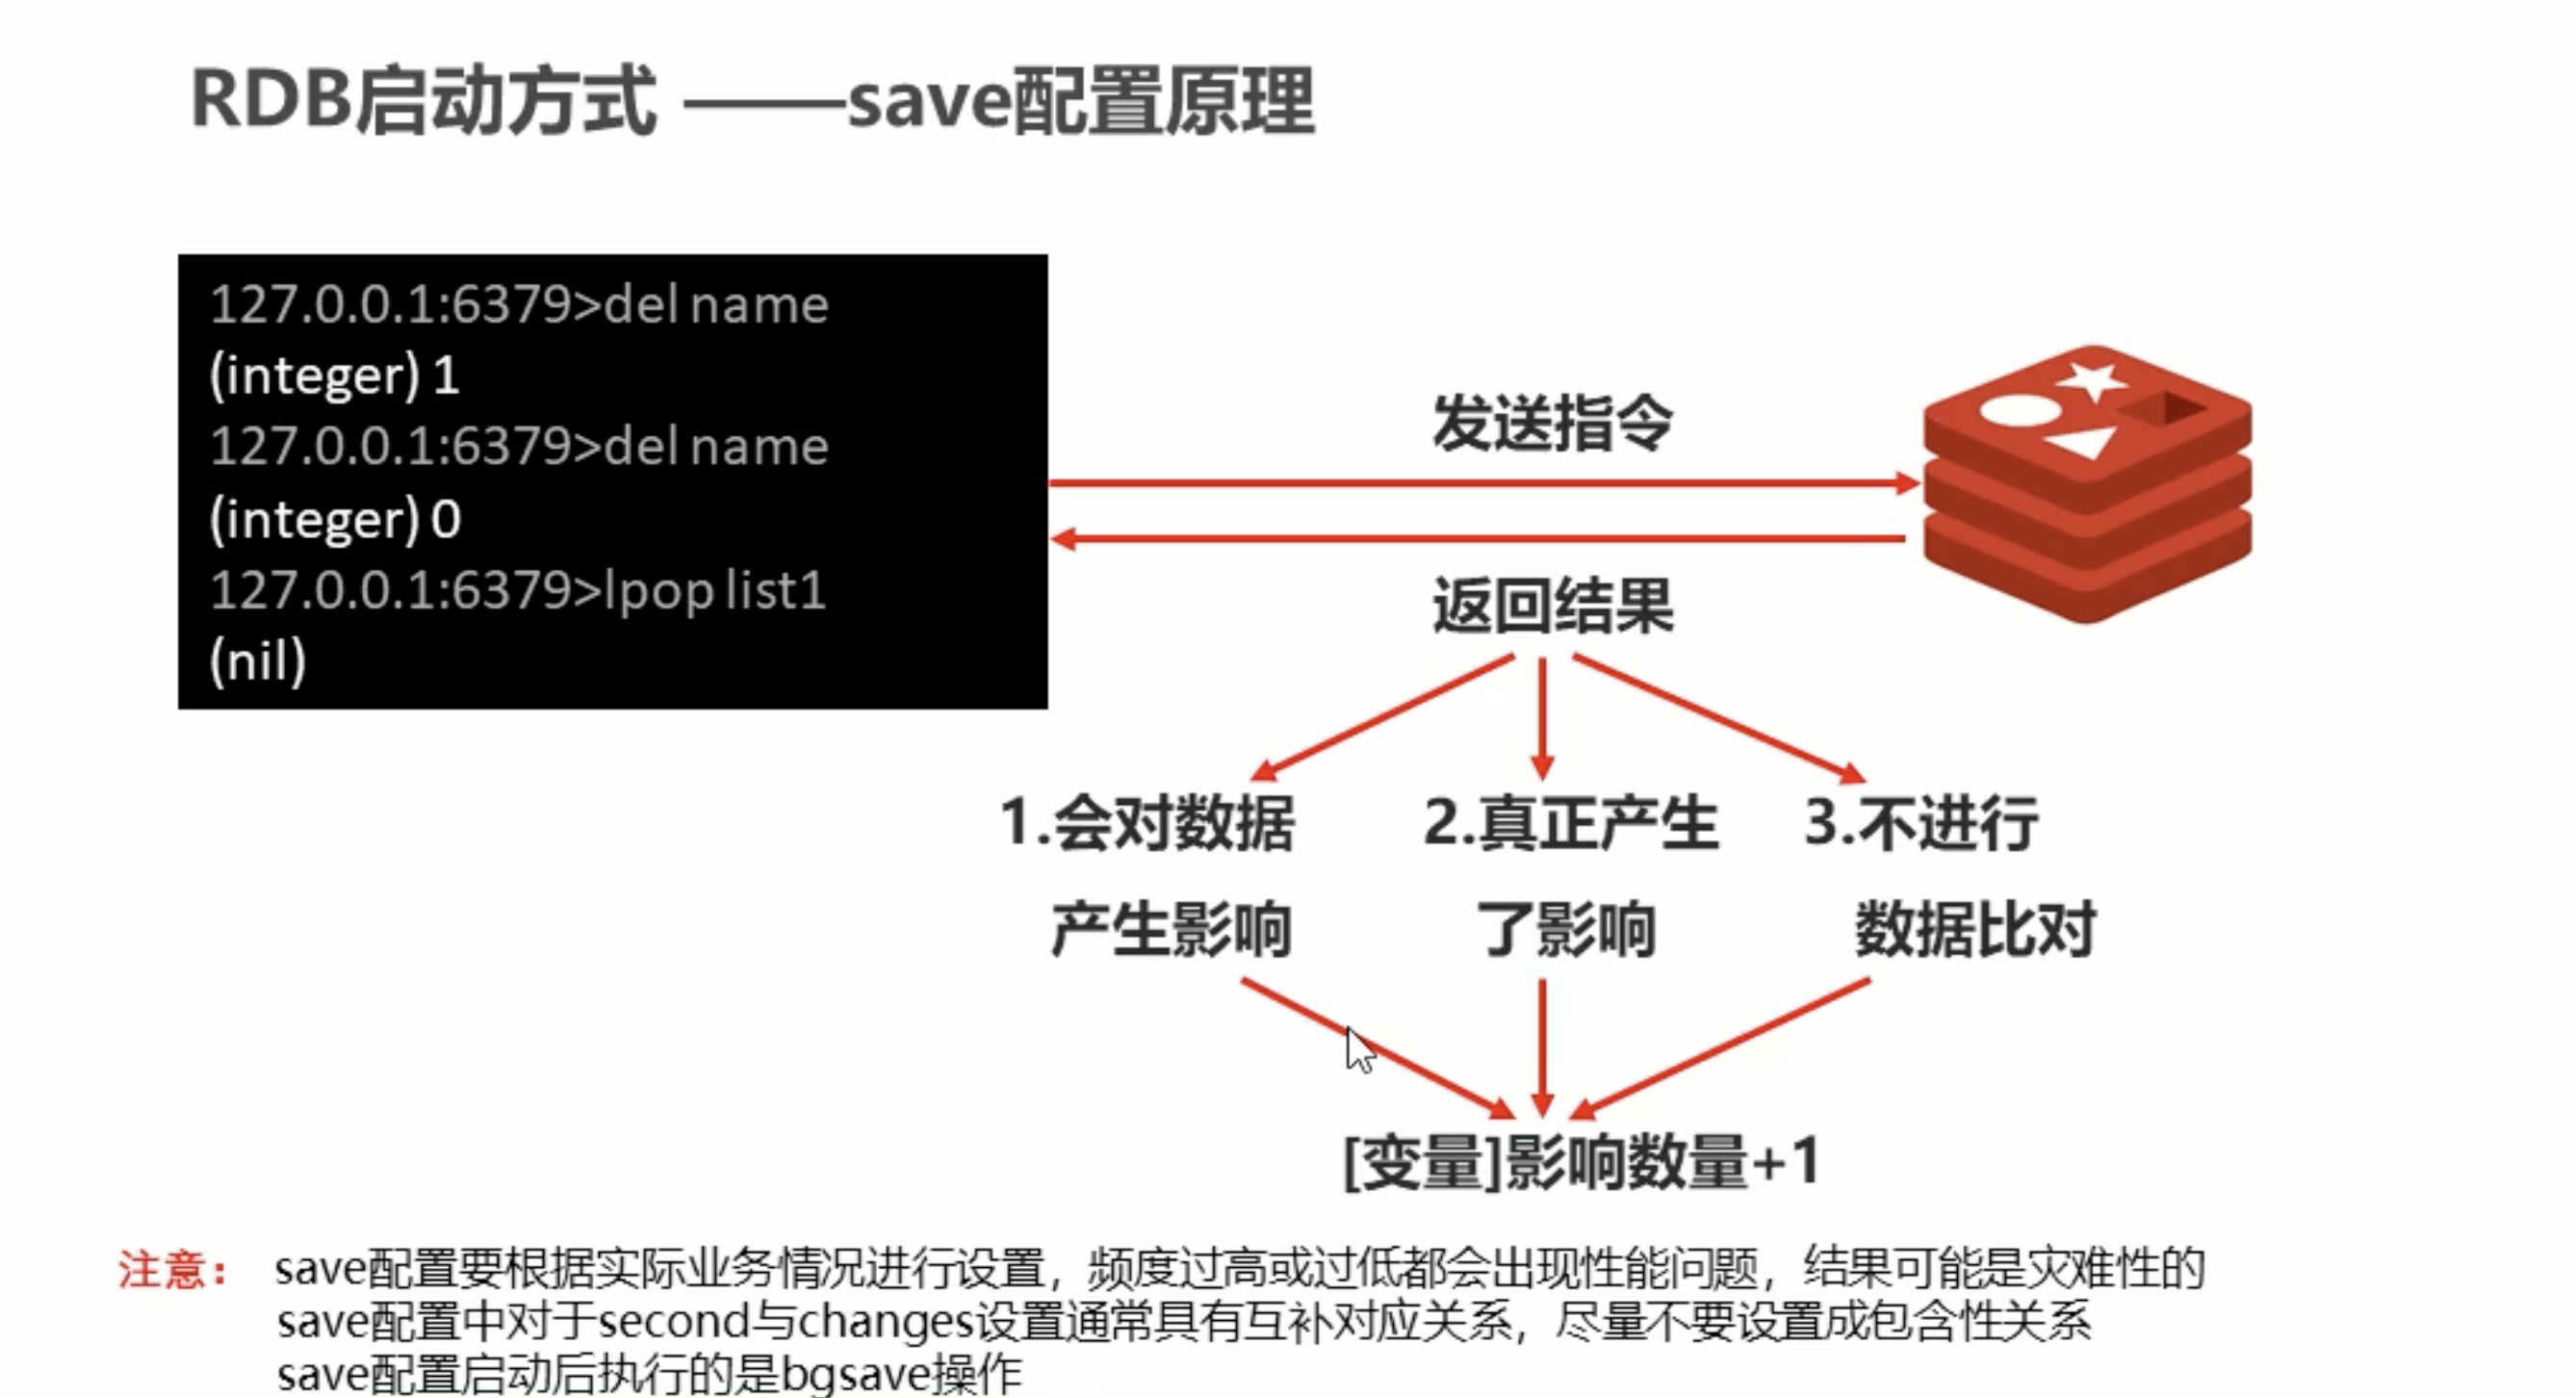 RDB启动方式 ——save配置原理
127.0.0.1:6379>del name
(integer) 1
127.0.0.1:6379>del name
(integer) 0
127.0.0.1:6379>lpop list1
(nil)
发送指令
返回结果
1.会对数据
产生影响
2.真正产生
了影响
3.不进行
数据比对
[变量]影响数量+1
注意： save配置要根据实际业务情况进行设置，频度过高或过低都会出现性能问题，结果可能是灾难性的
save配置中对于second与changes设置通常具有互补对应关系，尽量不要设置成包含性关系
save配置启动后执行的是bgsave操作